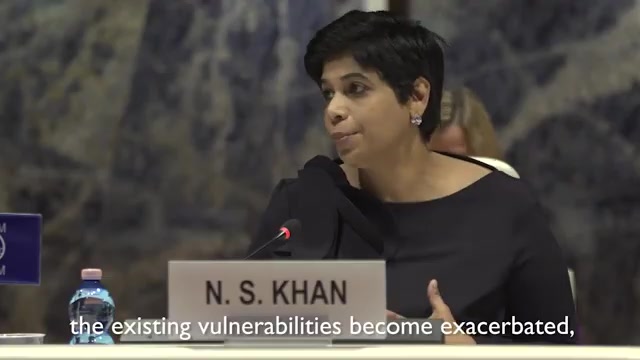 M
M
N. S. KHAN
the existing vulnerabilities become exacerbated,